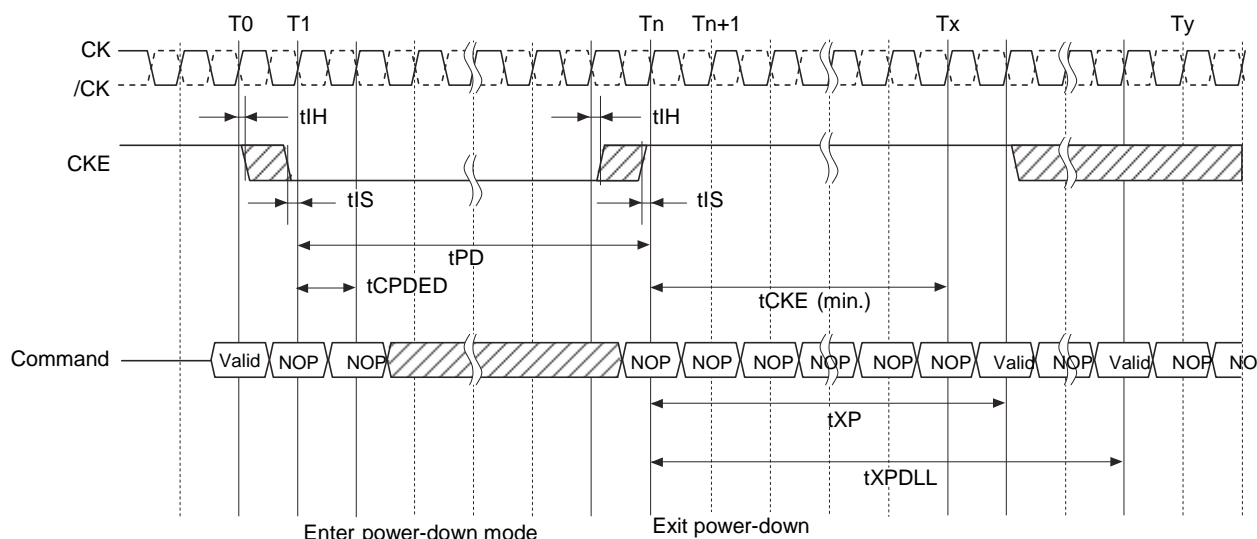 T0 T1 Tn Tn+1 Tx Ty
CK
/CK
tIH tIH
CKE
tIS tIS
tPD
tCPDED
tCKE (min.)
Command Valid NOP NOP NOP NOP NOP NOP NOP NOP Valid NOP Valid NOP NO
tXP
tXPDLL
Enter power-down mode Exit power-down